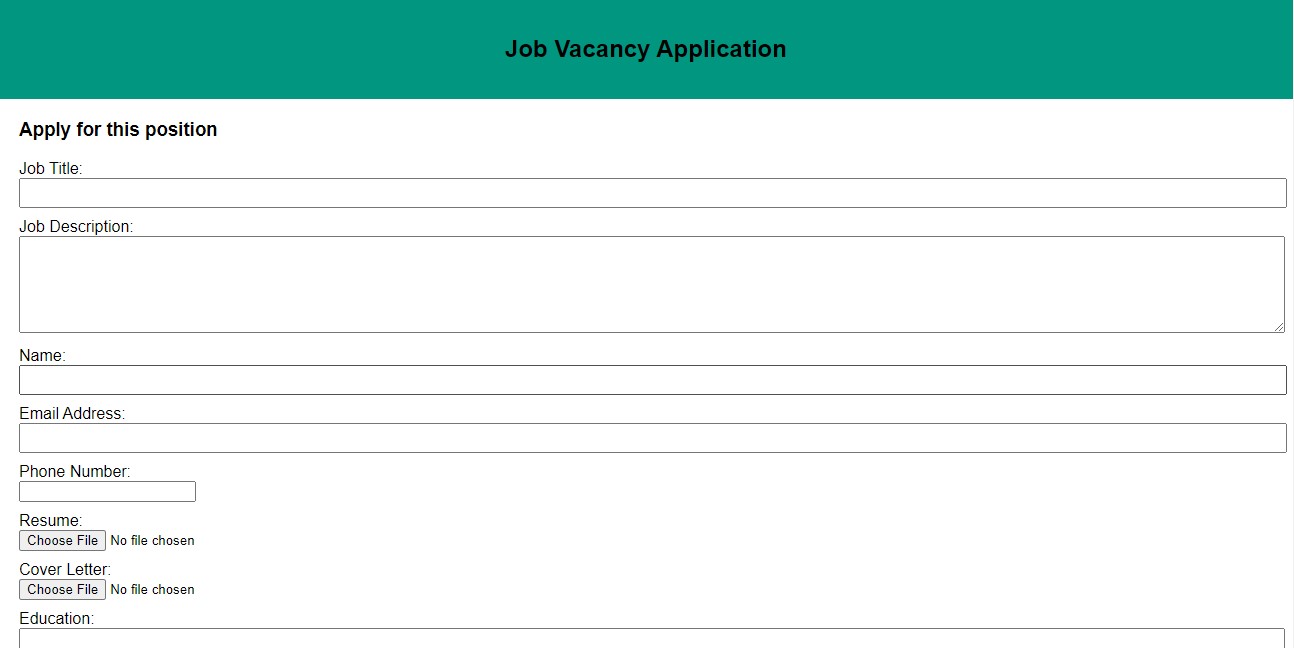 Job Vacancy Application
Apply for this position
Job Title:
Job Description:
Name:
Email Address:
Phone Number:
Resume:
Choose File No file chosen
Cover Letter:
Choose File No file chosen
Education: